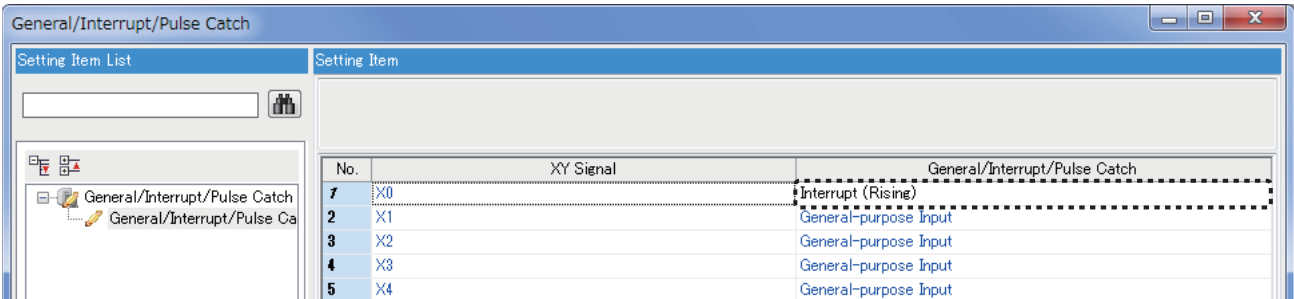 General/Interrupt/Pulse Catch
Setting Item List
Setting Item
General/Interrupt/Pulse Catch
General/Interrupt/Pulse Ca
No. XY Signal General/Interrupt/Pulse Catch
1 X0 Interrupt (Rising)
2 X1 General-purpose Input
3 X2 General-purpose Input
4 X3 General-purpose Input
5 X4 General-purpose Input